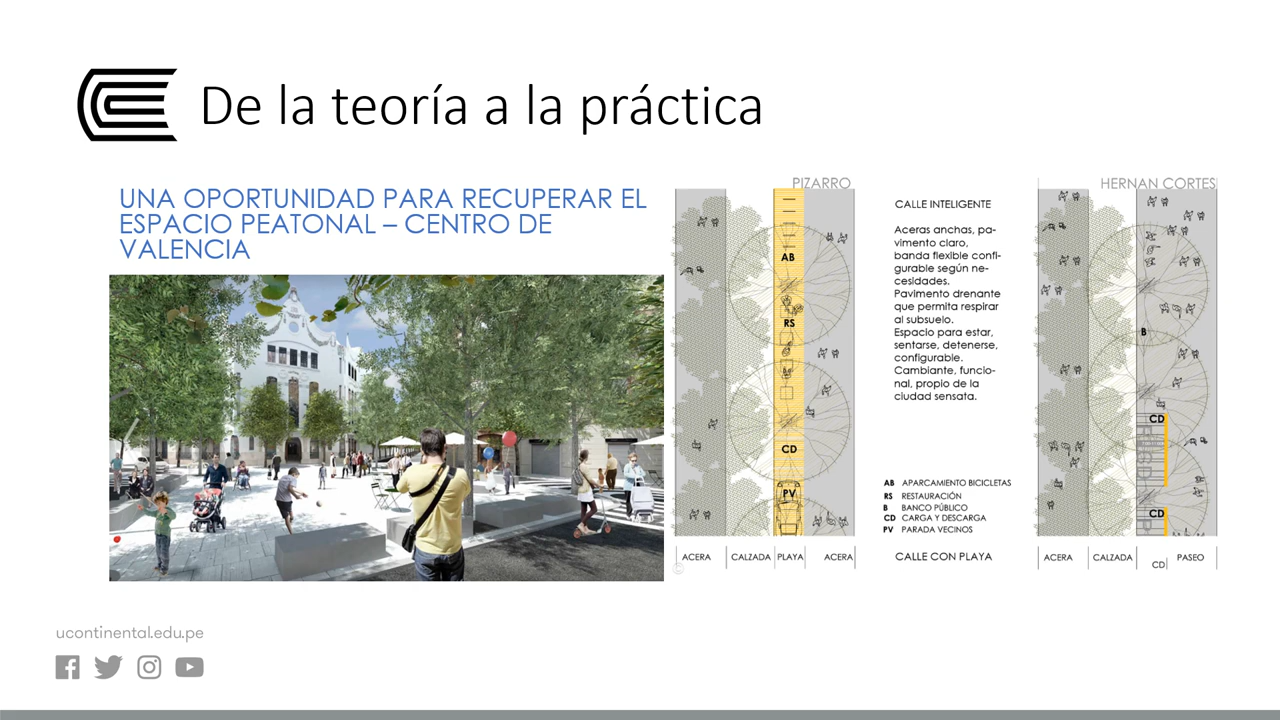 De la teoría a la práctica
UNA OPORTUNIDAD PARA RECUPERAR EL
ESPACIO PEATONAL – CENTRO DE
VALENCIA
PIZARRO
AB
RS
CD
PV
ACERA
CALZADA
PLAYA
ACERA
CALLE INTELIGENTE
Aceras anchas, pa-
vimento claro,
banda flexible confi-
gurable según ne-
cesidades.
Pavimento drenante
que permita respirar
al subsuelo.
Espacio para estar,
sentarse, detenerse,
configurable.
Cambiante, funcio-
nal, propio de la
ciudad sensata.
AB APARCAMIENTO BICICLETAS
RS RESTAURACIÓN
B BANCO PÚBLICO
CD CARGA Y DESCARGA
PV PARADA VECINOS
CALLE CON PLAYA
HERNAN CORTES
B
CD
CD
ACERA
CALZADA
CD
PASEO
ucontinental.edu.pe